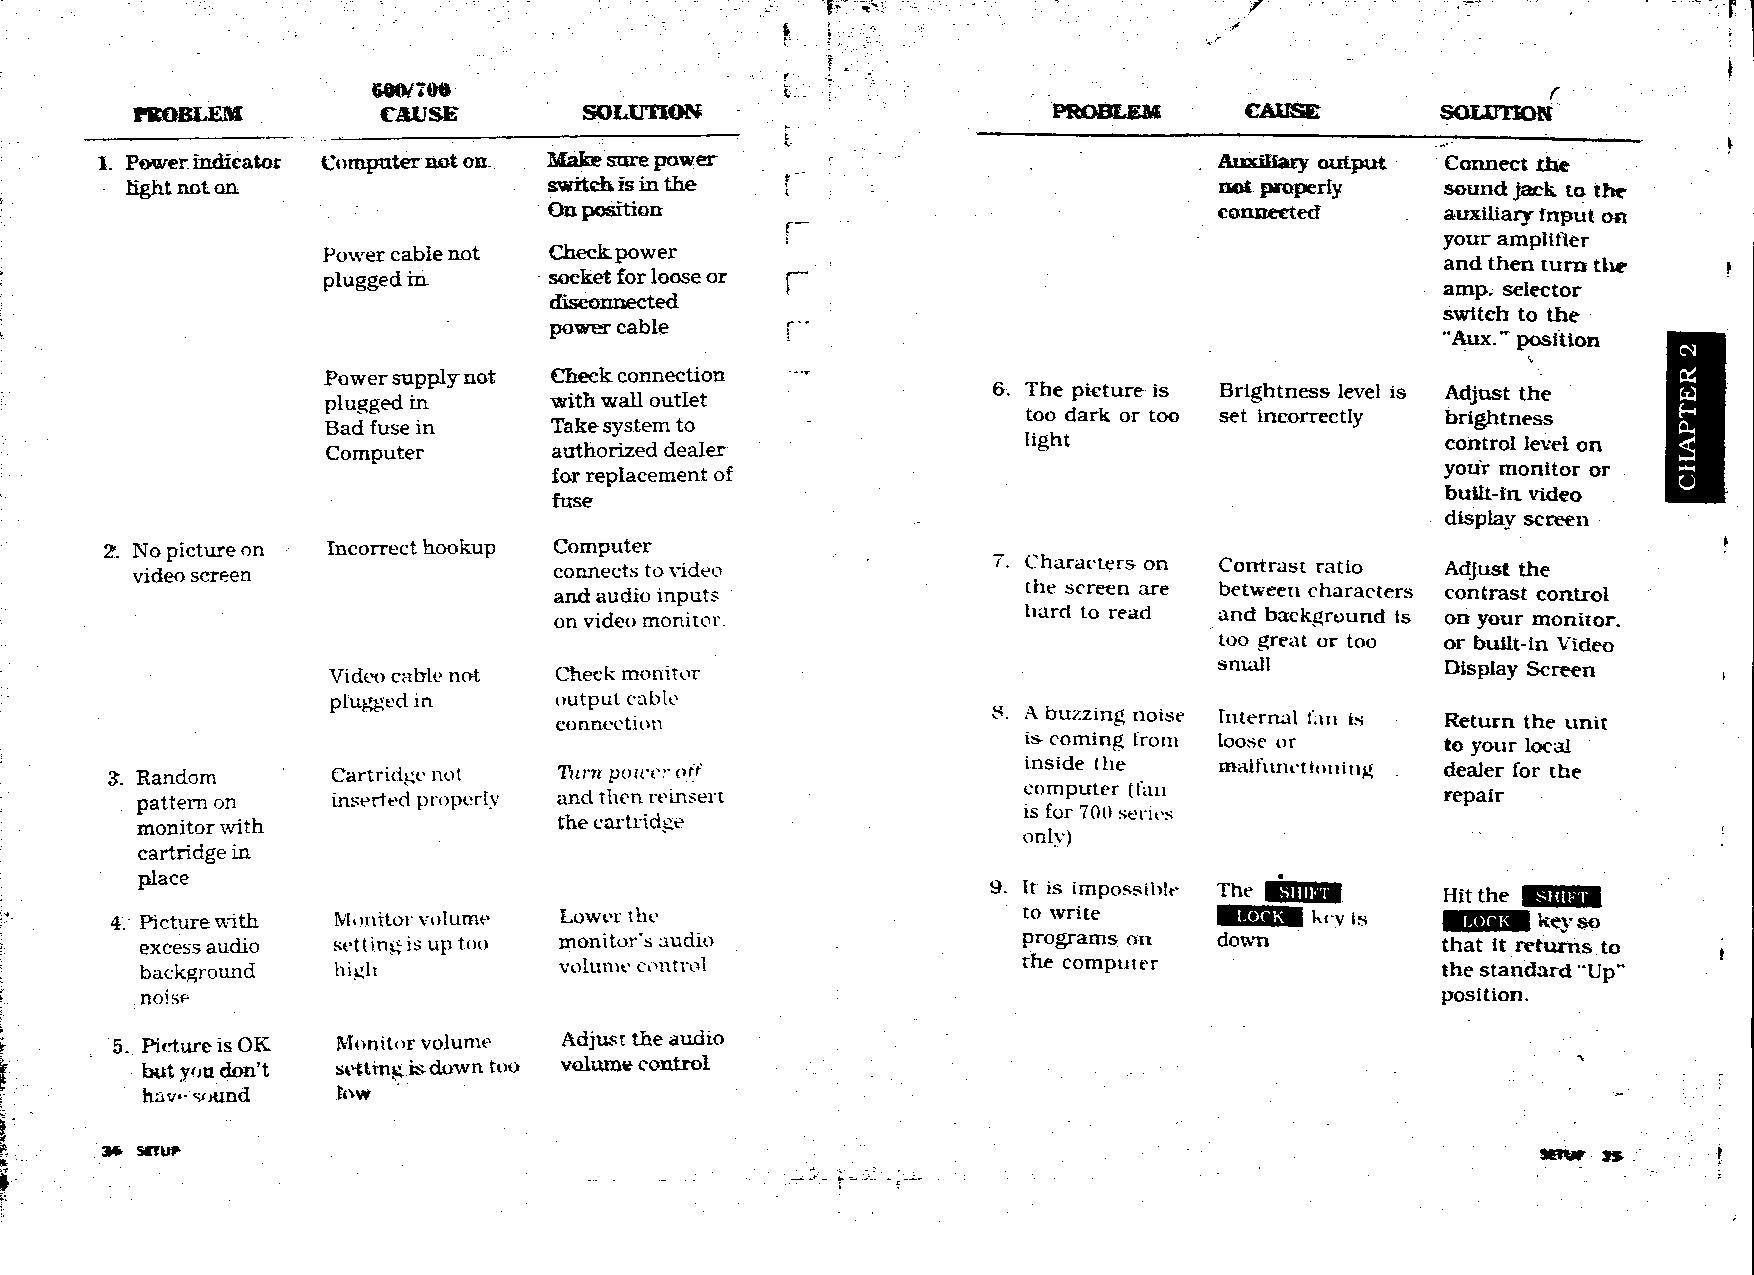 600/700
PROBLEM CAUSE SOLUTION
1. Power indicator Computer not on Make sure power
light not on switch is in the
On position
Power cable not Check power
plugged in socket for loose or
disconnected
power cable
Power supply not Check connection
plugged in with wall outlet
Bad fuse in Take system to
Computer authorized dealer
for replacement of
fuse
2. No picture on Incorrect hookup Computer
video screen connects to video
and audio inputs
on video monitor.
Video cable not Check monitor
plugged in output cable
connection
3. Random Cartridge not Turn power off
pattern on inserted properly and then reinsert
monitor with the cartridge
cartridge in
place
4. Picture with Monitor volume Lower the
excess audio setting is up too monitor's audio
background high volume control
noise
5. Picture is OK Monitor volume Adjust the audio
but you don't setting is down too volume control
have sound low
34 SETUP
PROBLEM CAUSE SOLUTION
Auxiliary output Connect the
not properly sound jack to the
connected auxiliary input on
your amplifier
and then turn the
amp. selector
switch to the
"Aux." position
6. The picture is Brightness level is Adjust the
too dark or too set incorrectly brightness
light control level on
your monitor or
built-in video
display screen
7. Characters on Contrast ratio Adjust the
the screen are between characters contrast control
hard to read and background is on your monitor.
too great or too or built-in Video
small Display Screen
8. A buzzing noise Internal fan is Return the unit
is coming from loose or to your local
inside the malfunctioning dealer for the
computer (fan repair
is for 700 series
only)
9. It is impossible The SHIFT Hit the SHIFT
to write LOCK key is LOCK key so
programs on down that it returns to
the computer the standard "Up"
position.
CHAPTER 2
SETUP 35